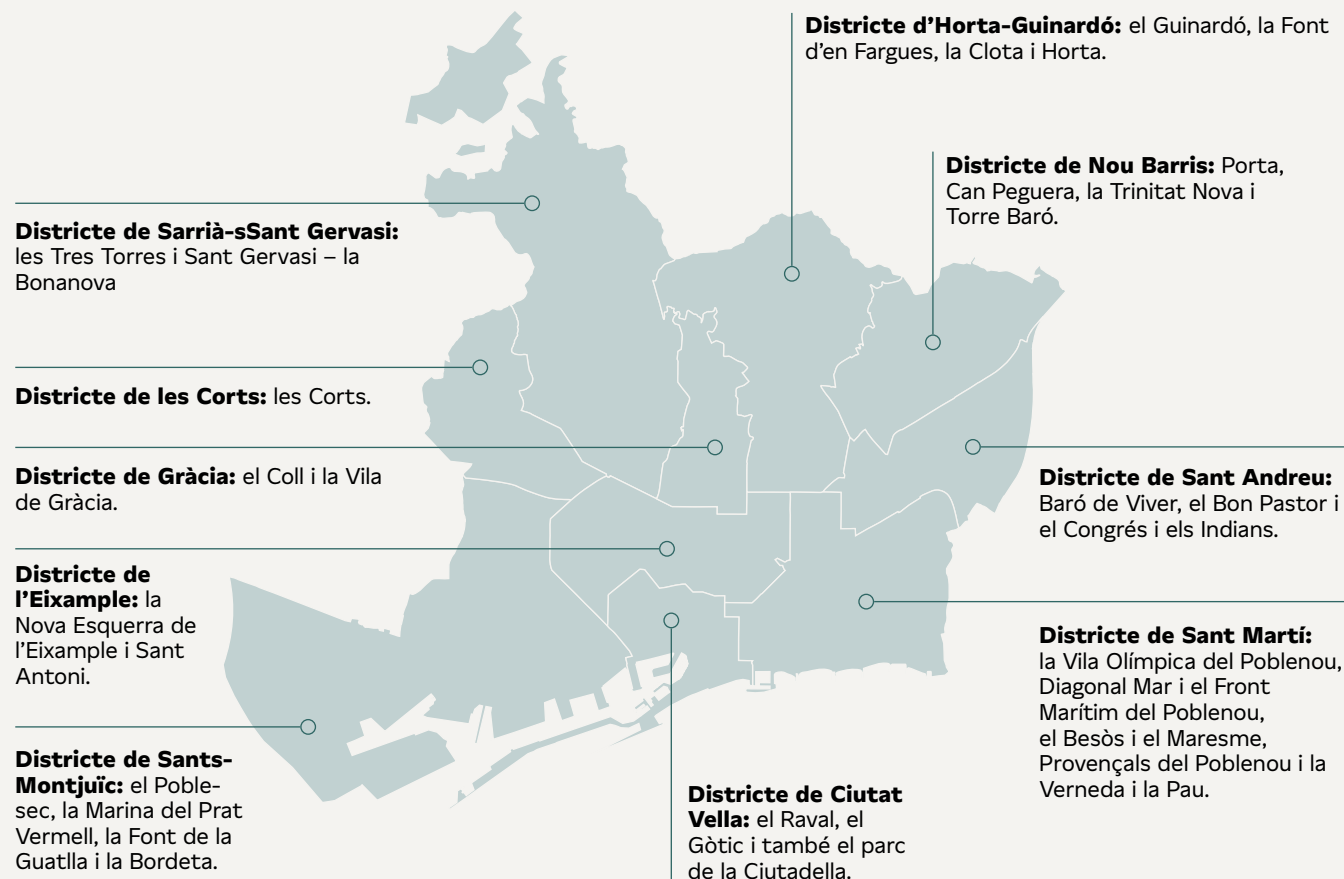 Districte d’Horta-Guinardó: el Guinardó, la Font
d’en Fargues, la Clota i Horta.
Districte de Nou Barris: Porta,
Can Peguera, la Trinitat Nova i
Torre Baró.
Districte de Sarrià-sSant Gervasi:
les Tres Torres i Sant Gervasi – la
Bonanova
Districte de les Corts: les Corts.
Districte de Gràcia: el Coll i la Vila
de Gràcia.
Districte de Sant Andreu:
Baró de Viver, el Bon Pastor i
el Congrés i els Indians.
Districte de
l’Eixample: la
Nova Esquerra de
l’Eixample i Sant
Antoni.
Districte de Sant Martí:
la Vila Olímpica del Poblenou,
Diagonal Mar i el Front
Marítim del Poblenou,
el Besòs i el Maresme,
Provençals del Poblenou i la
Verneda i la Pau.
Districte de Sants-
Montjuïc: el Poble-
sec, la Marina del Prat
Vermell, la Font de la
Guatlla i la Bordeta.
Districte de Ciutat
Vella: el Raval, el
Gòtic i també el parc
de la Ciutadella.